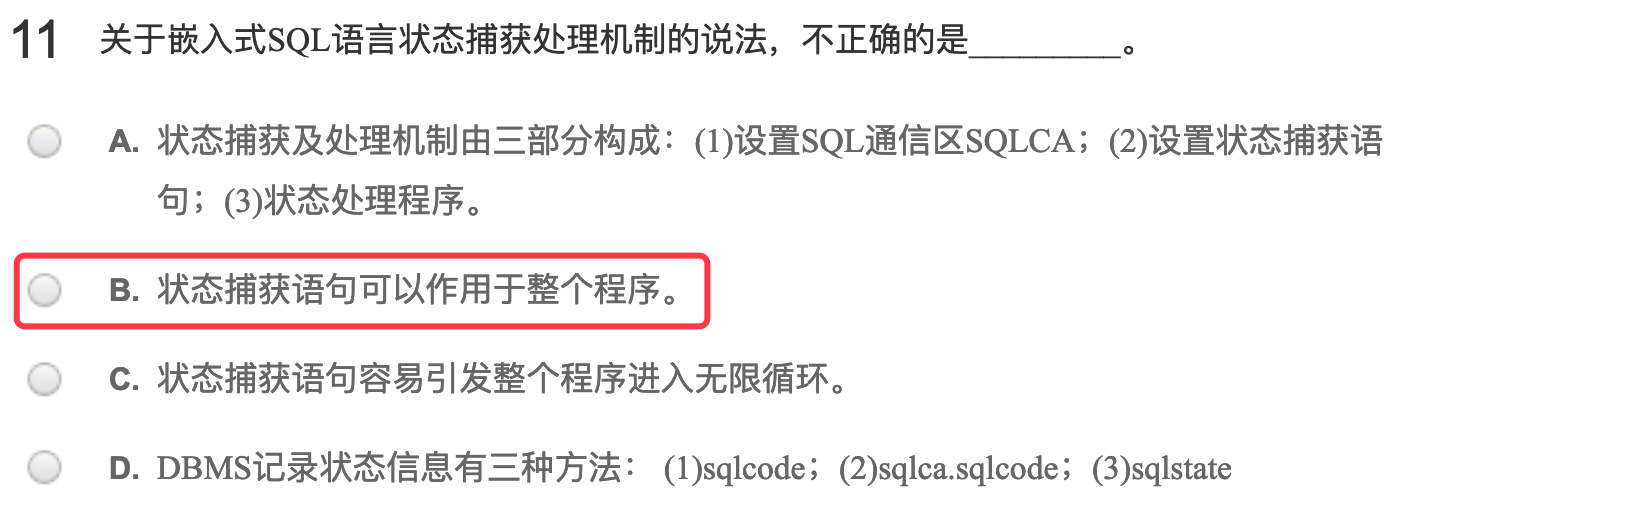 11 关于嵌入式SQL语言状态捕获处理机制的说法，不正确的是_________。
A. 状态捕获及处理机制由三部分构成：(1)设置SQL通信区SQLCA；(2)设置状态捕获语
句；(3)状态处理程序。
B. 状态捕获语句可以作用于整个程序。
C. 状态捕获语句容易引发整个程序进入无限循环。
D. DBMS记录状态信息有三种方法： (1)sqlcode；(2)sqlca.sqlcode；(3)sqlstate